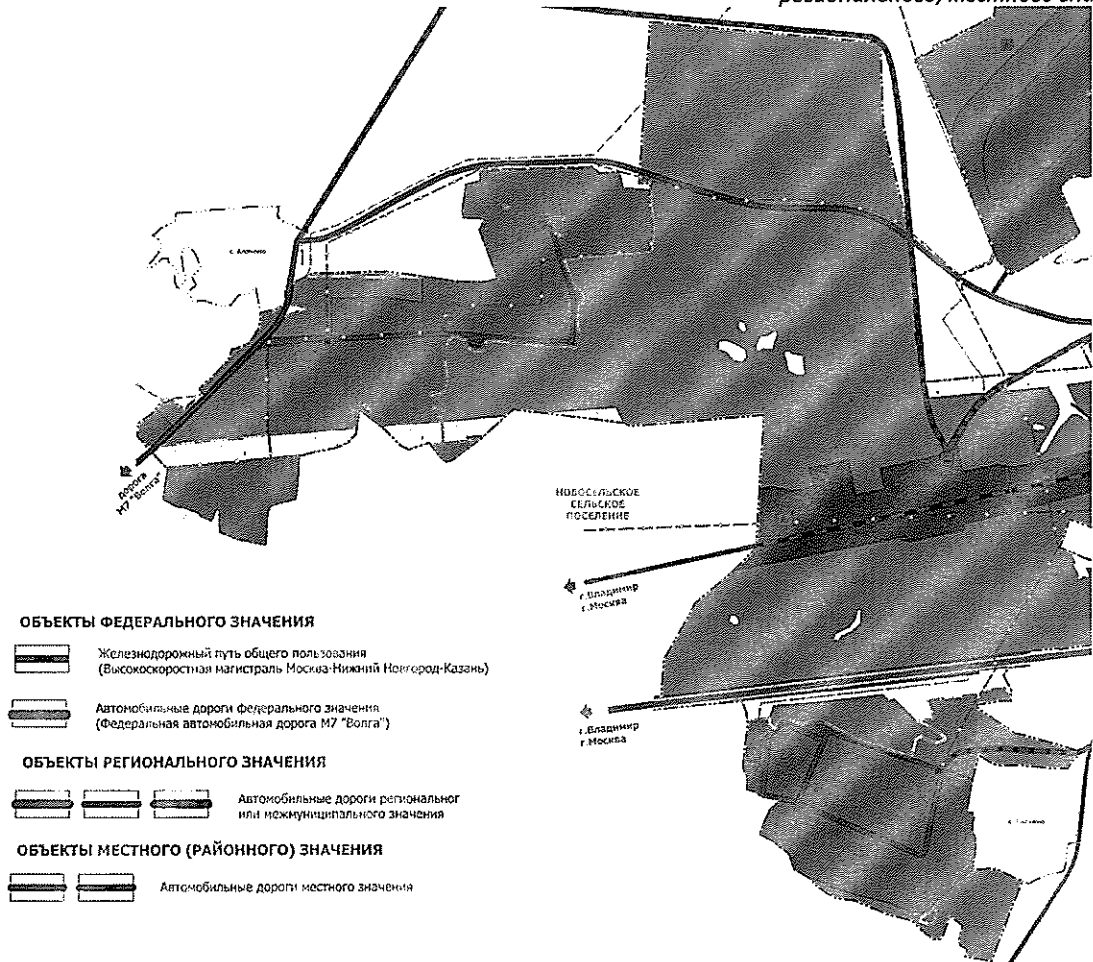 с. Алачино
дорога
М7 "Волга"
НОВОСЕЛЬСКОЕ
СЕЛЬСКОЕ
ПОСЕЛЕНИЕ
г.Владимир
г.Москва
г.Владимир
г.Москва
ОБЪЕКТЫ ФЕДЕРАЛЬНОГО ЗНАЧЕНИЯ
Железнодорожный путь общего пользования
(Высокоскоростная магистраль Москва-Нижний Новгород-Казань)
Автомобильные дороги федерального значения
(Федеральная автомобильная дорога М7 "Волга")
ОБЪЕКТЫ РЕГИОНАЛЬНОГО ЗНАЧЕНИЯ
Автомобильные дороги региональног
или межмуниципального значения
ОБЪЕКТЫ МЕСТНОГО (РАЙОННОГО) ЗНАЧЕНИЯ
Автомобильные дороги местного значения